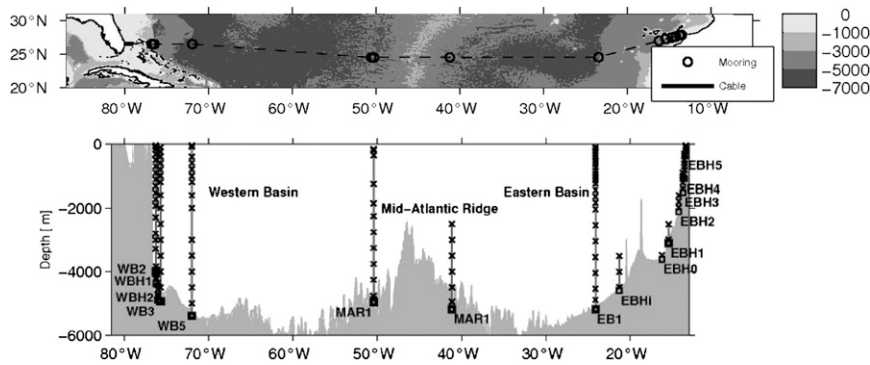 30°N
25°N
20°N
80°W 70°W 60°W 50°W 40°W 30°W 20°W 10°W
Mooring
Cable
0
−1000
−3000
−5000
−7000
0
−2000
−4000
−6000
Depth [ m]
Western Basin
Mid−Atlantic Ridge
Eastern Basin
WB2
WBH1
WBH2
WB3
WB5
MAR1
MAR1
EB1
EBHi
EBH0
EBH1
EBH2
EBH3
EBH4
EBH5
80°W 70°W 60°W 50°W 40°W 30°W 20°W